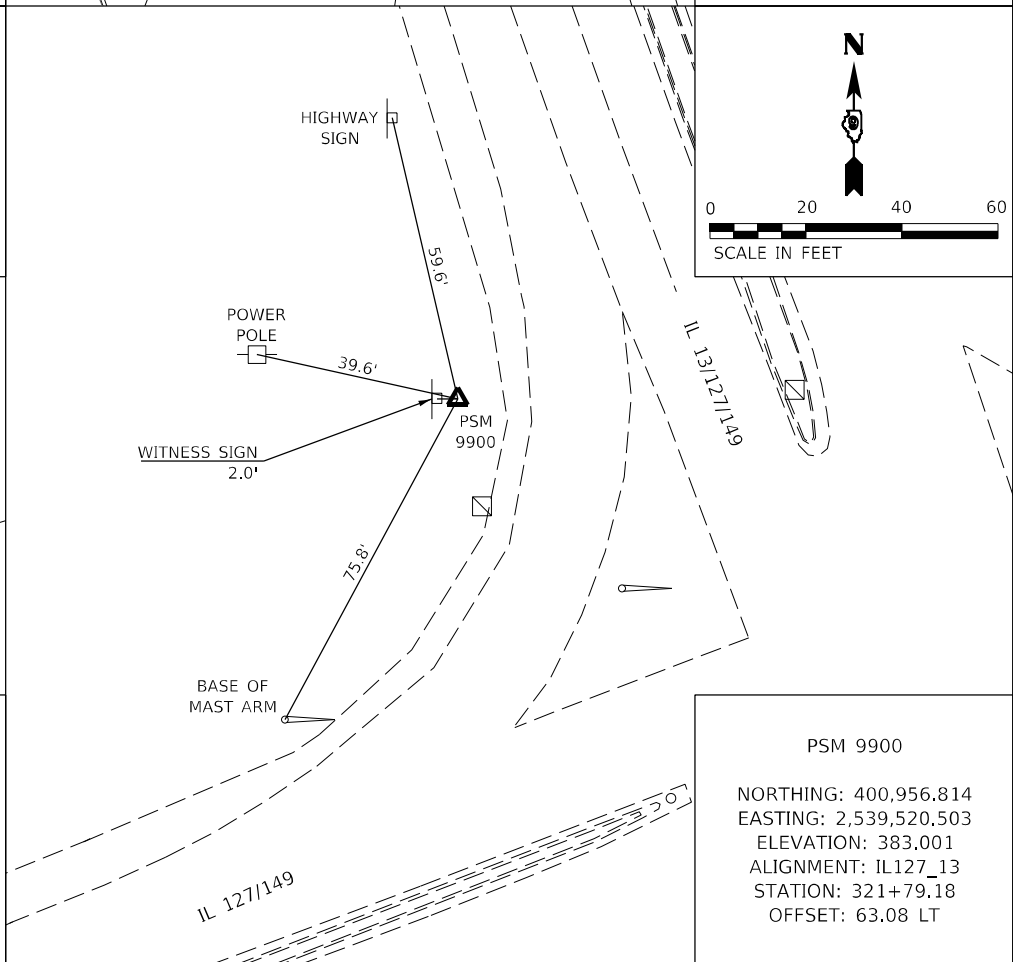 N
0 20 40 60
SCALE IN FEET
HIGHWAY
SIGN
59.6'
POWER
POLE
39.6'
PSM
9900
WITNESS SIGN
2.0'
75.8'
IL 13/127/149
BASE OF
MAST ARM
IL 127/149
PSM 9900
NORTHING: 400,956.814
EASTING: 2,539,520.503
ELEVATION: 383.001
ALIGNMENT: IL127_13
STATION: 321+79.18
OFFSET: 63.08 LT